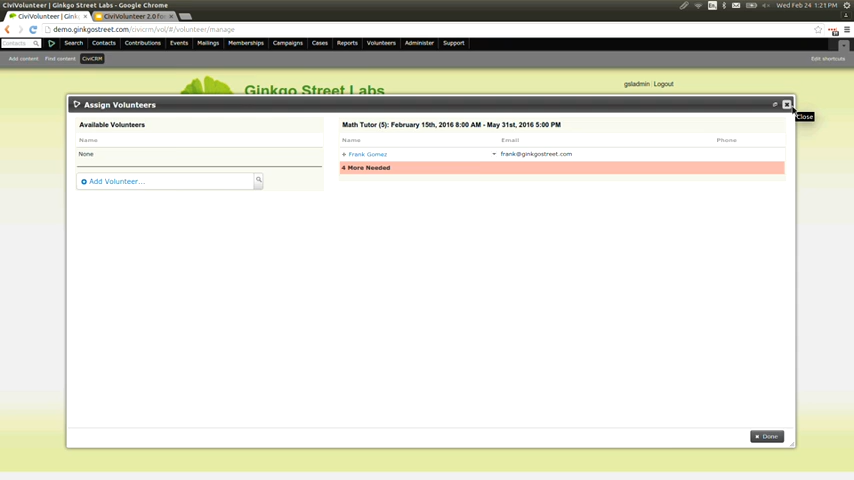 CiviVolunteer | Ginkgo Street Labs - Google Chrome
En
Wed Feb 24 1:21 PM
CiviVolunteer | Gink
CiviVolunteer 2.0 fo
demo.ginkgostreet.com/civicrm/vol/#/volunteer/manage
Contacts
Search
Contacts
Contributions
Events
Mailings
Memberships
Campaigns
Cases
Reports
Volunteers
Administer
Support
Add content
Find content
CiviCRM
Edit shortcuts
Ginkgo Street Labs
gsladmin
Logout
Assign Volunteers
Close
Available Volunteers
Name
None
Add Volunteer...
Math Tutor (5): February 15th, 2016 8:00 AM - May 31st, 2016 5:00 PM
Name
Email
Phone
Frank Gomez
frank@ginkgostreet.com
4 More Needed
Done